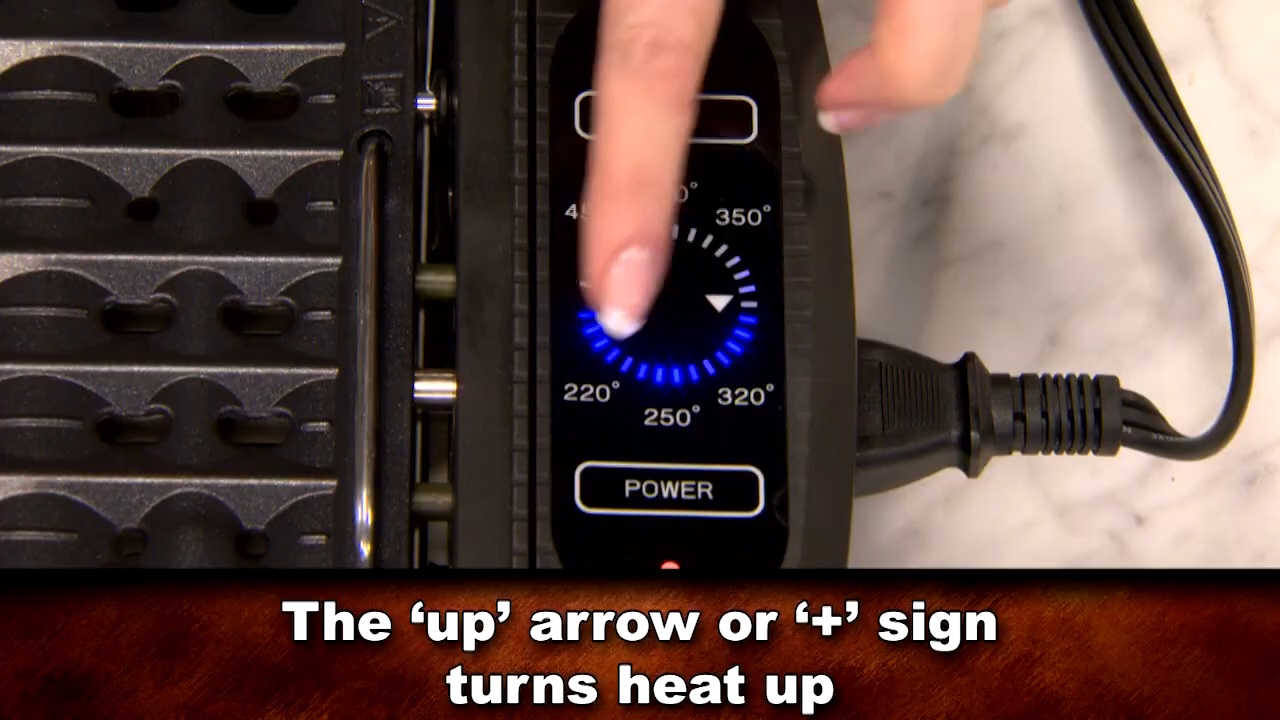 350°
220°
320°
250°
POWER
The ‘up’ arrow or ‘+’ sign
turns heat up